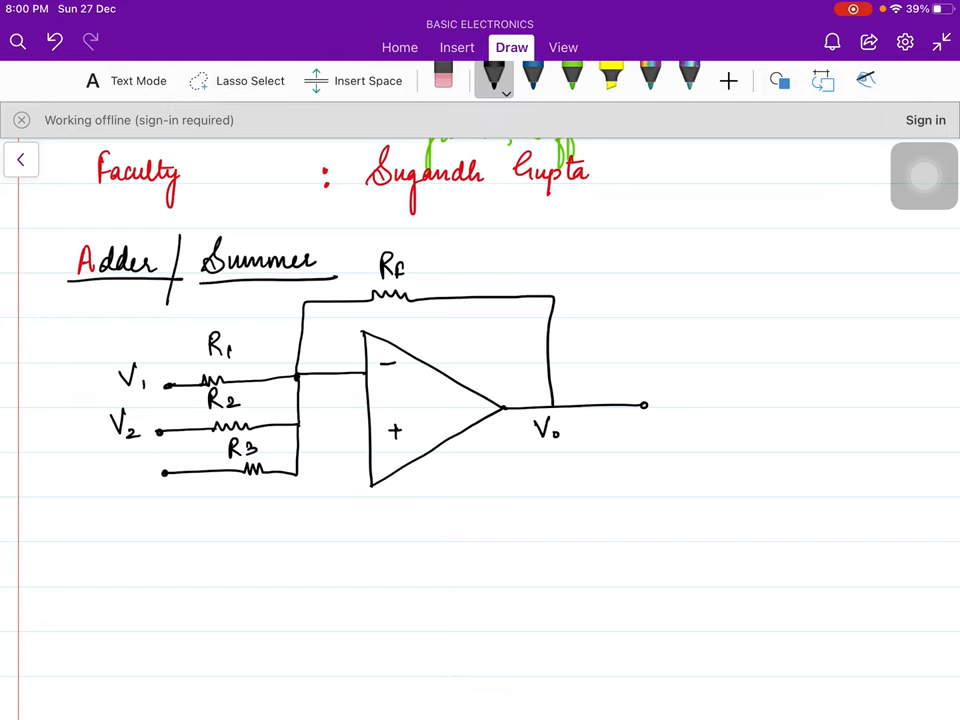 8:00 PM Sun 27 Dec 39%
BASIC ELECTRONICS
Home Insert Draw View
A Text Mode Lasso Select Insert Space
Working offline (sign-in required) Sign in
Faculty : Sugandh Gupta
Adder / Summer
Rf
R1
V1
R2
V2
R3
-
+
Vo